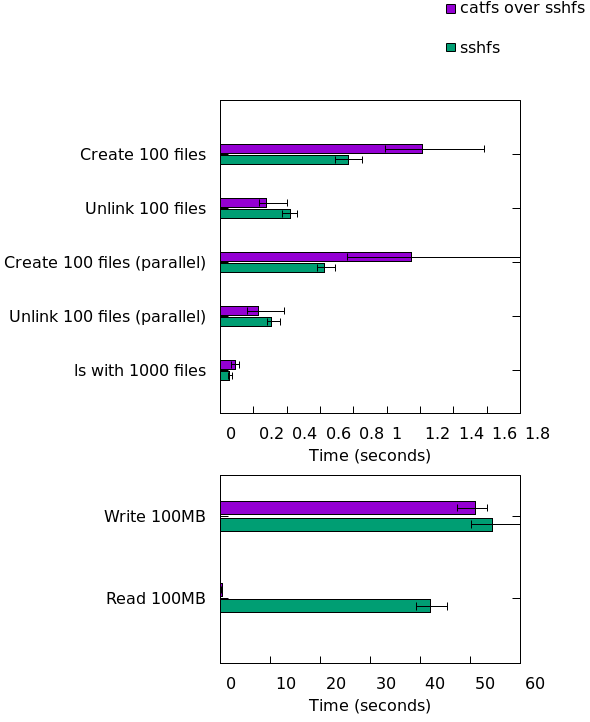 catfs over sshfs
sshfs
Create 100 files
Unlink 100 files
Create 100 files (parallel)
Unlink 100 files (parallel)
ls with 1000 files
0 0.2 0.4 0.6 0.8 1 1.2 1.4 1.6 1.8
Time (seconds)
Write 100MB
Read 100MB
0 10 20 30 40 50 60
Time (seconds)